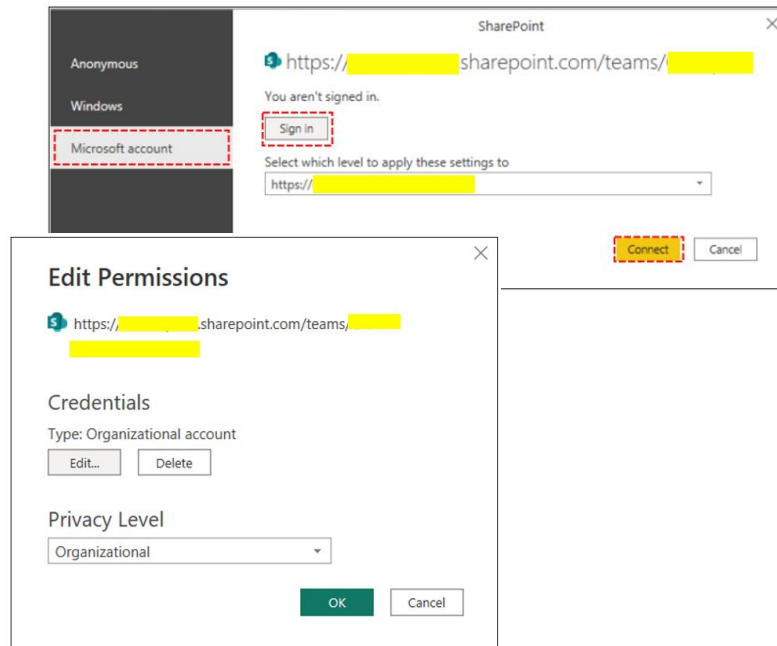 SharePoint
Anonymous
Windows
Microsoft account
https:// sharepoint.com/teams/
You aren't signed in.
Sign in
Select which level to apply these settings to
https://
Connect Cancel
Edit Permissions
https:// .sharepoint.com/teams/
Credentials
Type: Organizational account
Edit... Delete
Privacy Level
Organizational
OK Cancel